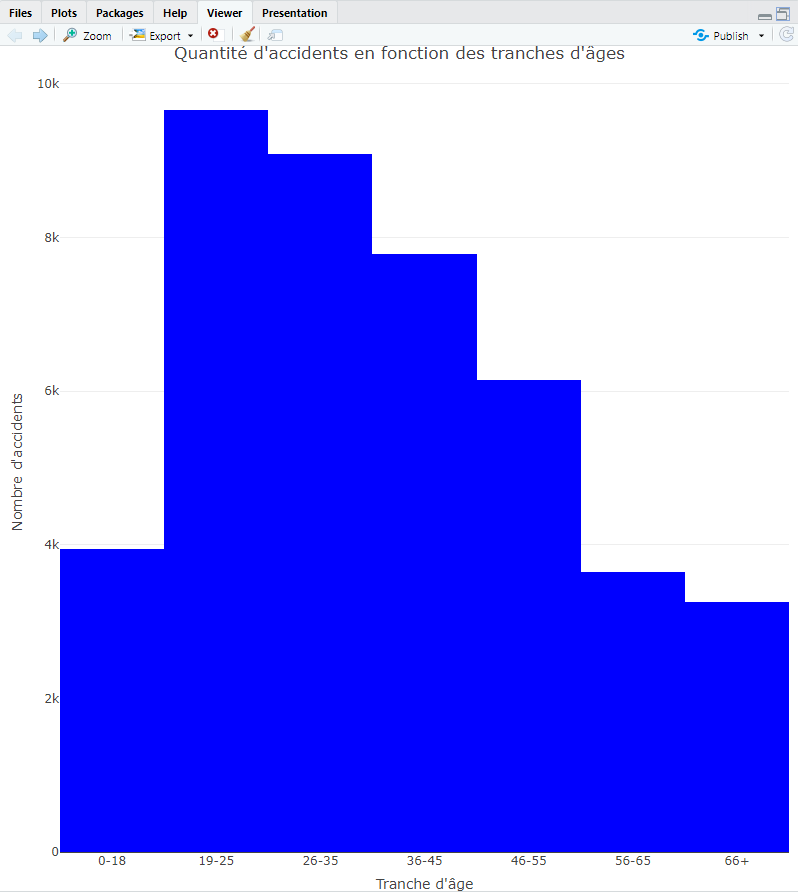 Files Plots Packages Help Viewer Presentation
Zoom Export Publish
Quantité d'accidents en fonction des tranches d'âges
10k
8k
6k
4k
2k
0
Nombre d'accidents
0-18 19-25 26-35 36-45 46-55 56-65 66+
Tranche d'âge